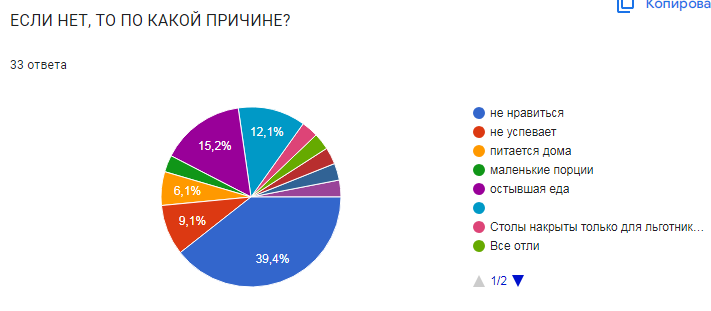 Копирова
ЕСЛИ НЕТ, ТО ПО КАКОЙ ПРИЧИНЕ?
33 ответа
12,1%
15,2%
6,1%
9,1%
39,4%
не нравиться
не успевает
питается дома
маленькие порции
остывшая еда
Столы накрыты только для льготник…
Все отли
1/2